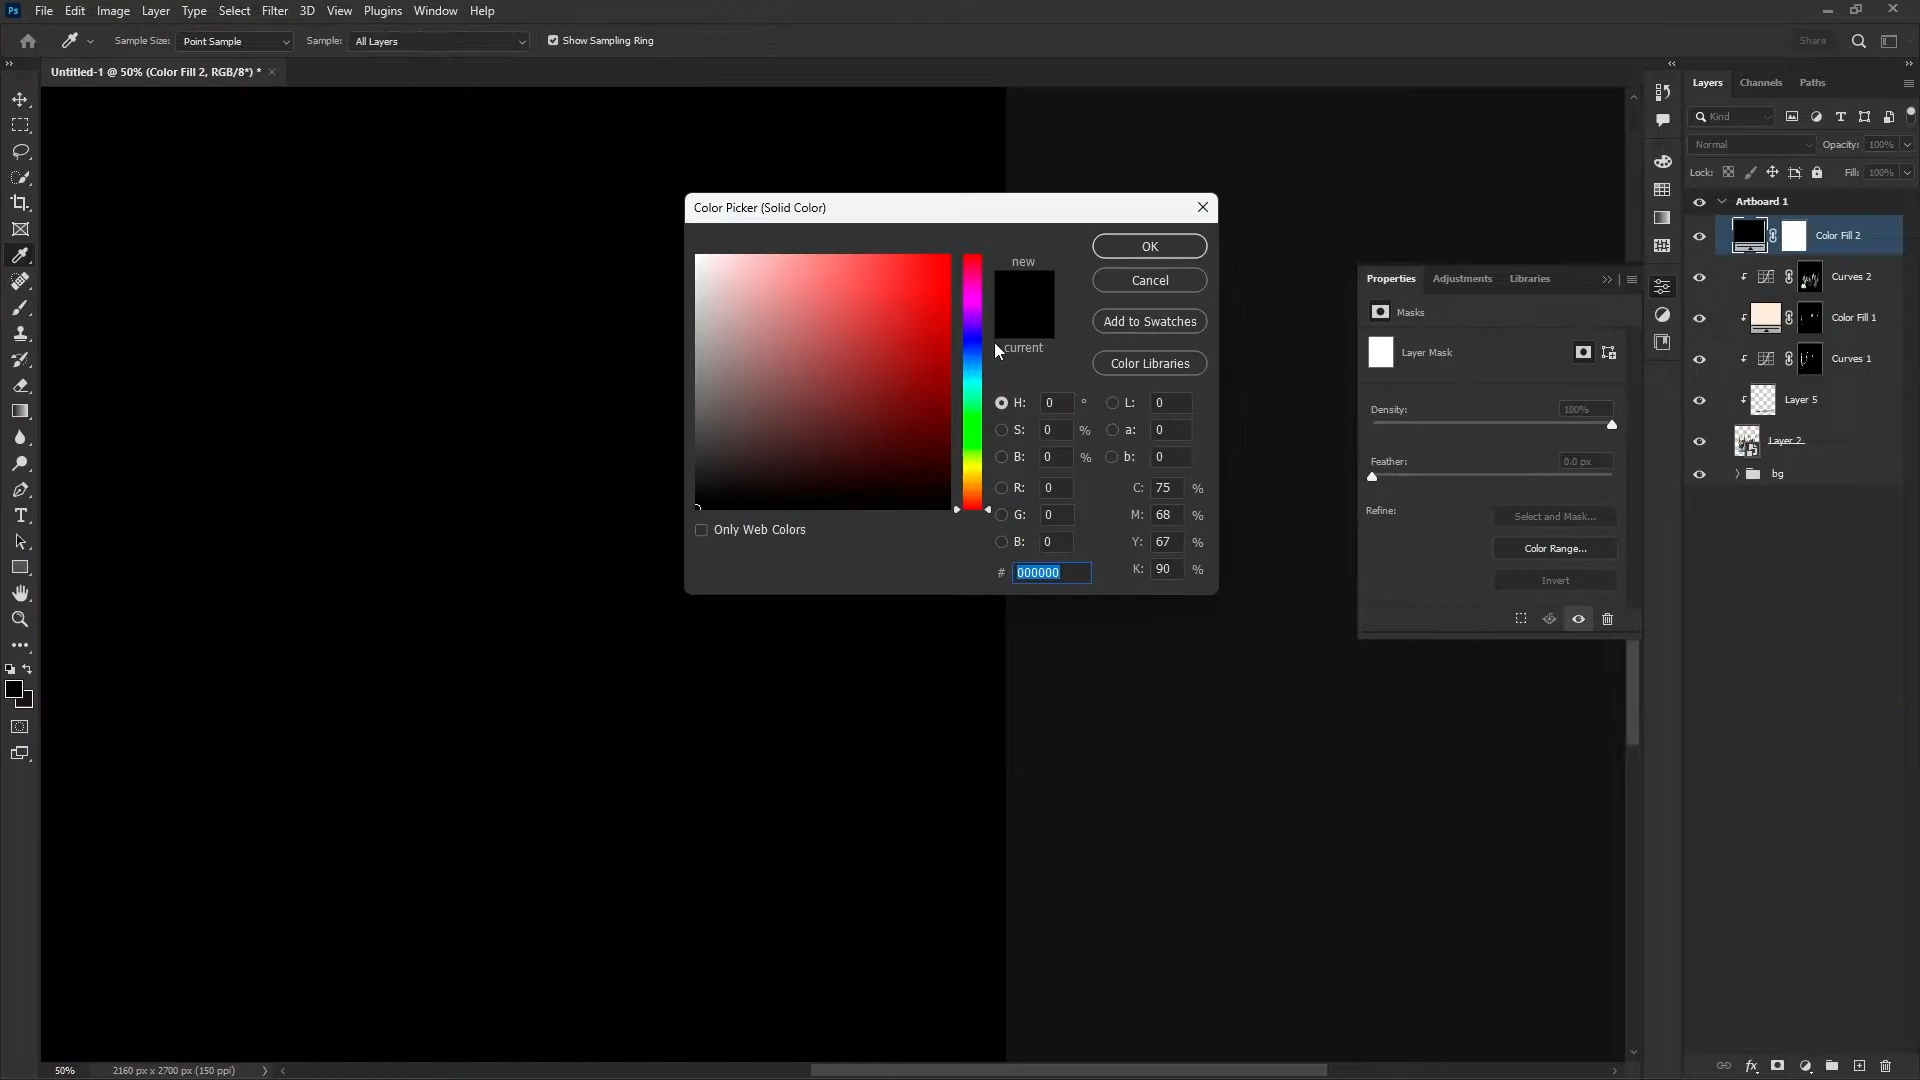 Ps File Edit Image Layer Type Select Filter 3D View Plugins Window Help
Sample Size: Point Sample Sample: All Layers Show Sampling Ring Share
Untitled-1 @ 50% (Color Fill 2, RGB/8*) * ×
Layers Channels Paths
Kind
Normal Opacity: 100%
Lock: Fill: 100%
Artboard 1
Color Fill 2
Curves 2
Color Fill 1
Curves 1
Layer 5
Layer 2
bg
Color Picker (Solid Color)
new
current
OK
Cancel
Add to Swatches
Color Libraries
H: 0 °
S: 0 %
B: 0 %
R: 0
G: 0
B: 0
# 000000
L: 0
a: 0
b: 0
C: 75 %
M: 68 %
Y: 67 %
K: 90 %
Only Web Colors
Properties Adjustments Libraries
Masks
Layer Mask
Density: 100%
Feather: 0.0 px
Refine: Select and Mask...
Color Range...
Invert
50% 2160 px x 2700 px (150 ppi)